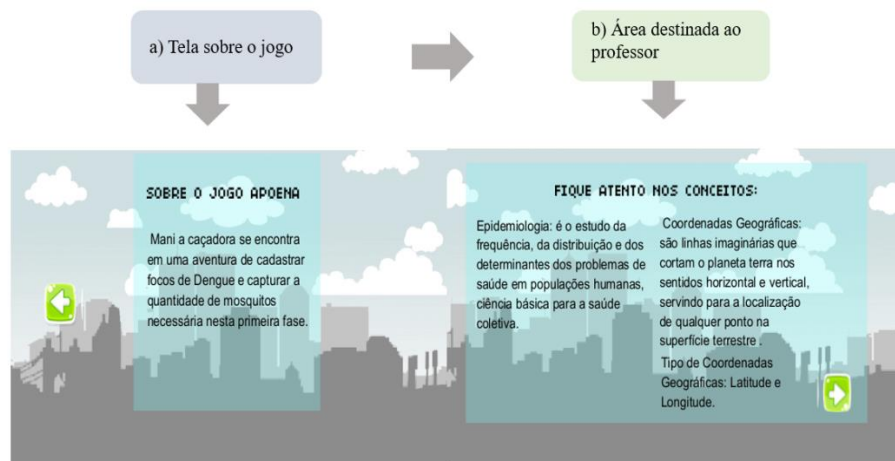 a) Tela sobre o jogo
b) Área destinada ao
professor
SOBRE O JOGO APOENA
Mani a caçadora se encontra
em uma aventura de cadastrar
focos de Dengue e capturar a
quantidade de mosquitos
necessária nesta primeira fase.
FIQUE ATENTO NOS CONCEITOS:
Epidemiologia: é o estudo da
frequência, da distribuição e dos
determinantes dos problemas de
saúde em populações humanas,
ciência básica para a saúde
coletiva.
Coordenadas Geográficas:
são linhas imaginárias que
cortam o planeta terra nos
sentidos horizontal e vertical,
servindo para a localização
de qualquer ponto na
superfície terrestre .
Tipo de Coordenadas
Geográficas: Latitude e
Longitude.